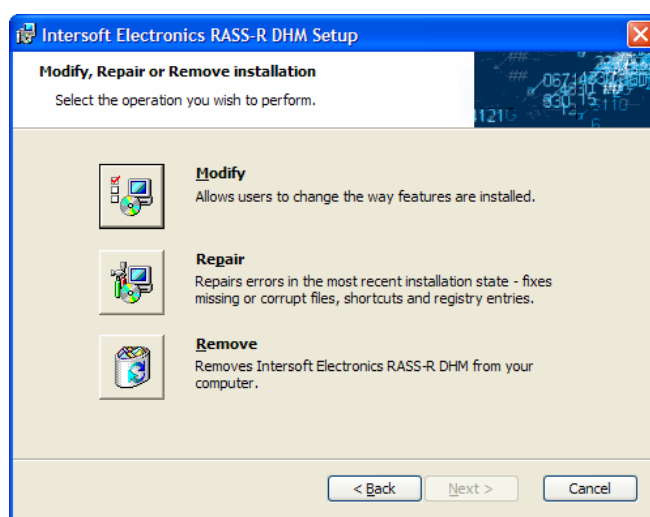 Intersoft Electronics RASS-R DHM Setup
Modify, Repair or Remove installation
Select the operation you wish to perform.
Modify
Allows users to change the way features are installed.
Repair
Repairs errors in the most recent installation state - fixes
missing or corrupt files, shortcuts and registry entries.
Remove
Removes Intersoft Electronics RASS-R DHM from your
computer.
< Back
Next >
Cancel